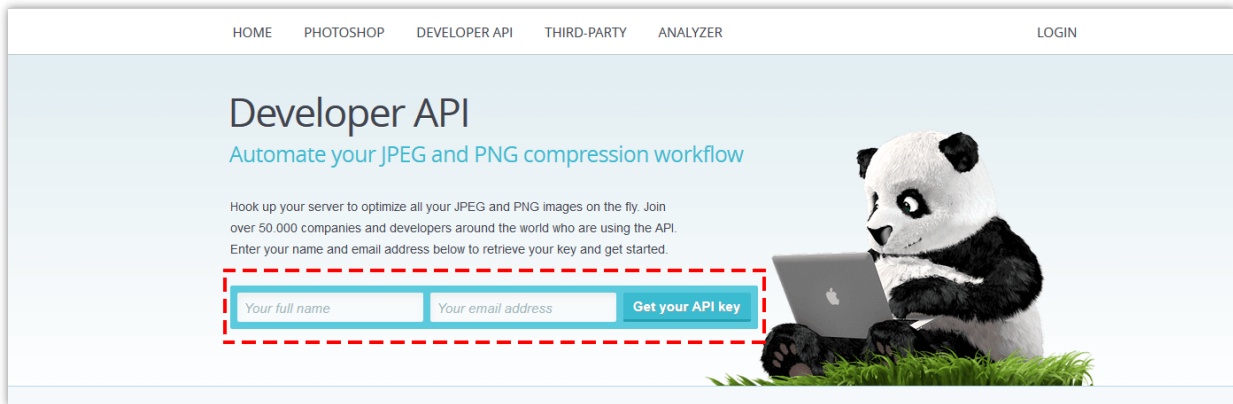 HOME PHOTOSHOP DEVELOPER API THIRD-PARTY ANALYZER LOGIN
Developer API
Automate your JPEG and PNG compression workflow
Hook up your server to optimize all your JPEG and PNG images on the fly. Join
over 50.000 companies and developers around the world who are using the API.
Enter your name and email address below to retrieve your key and get started.
Your full name Your email address Get your API key